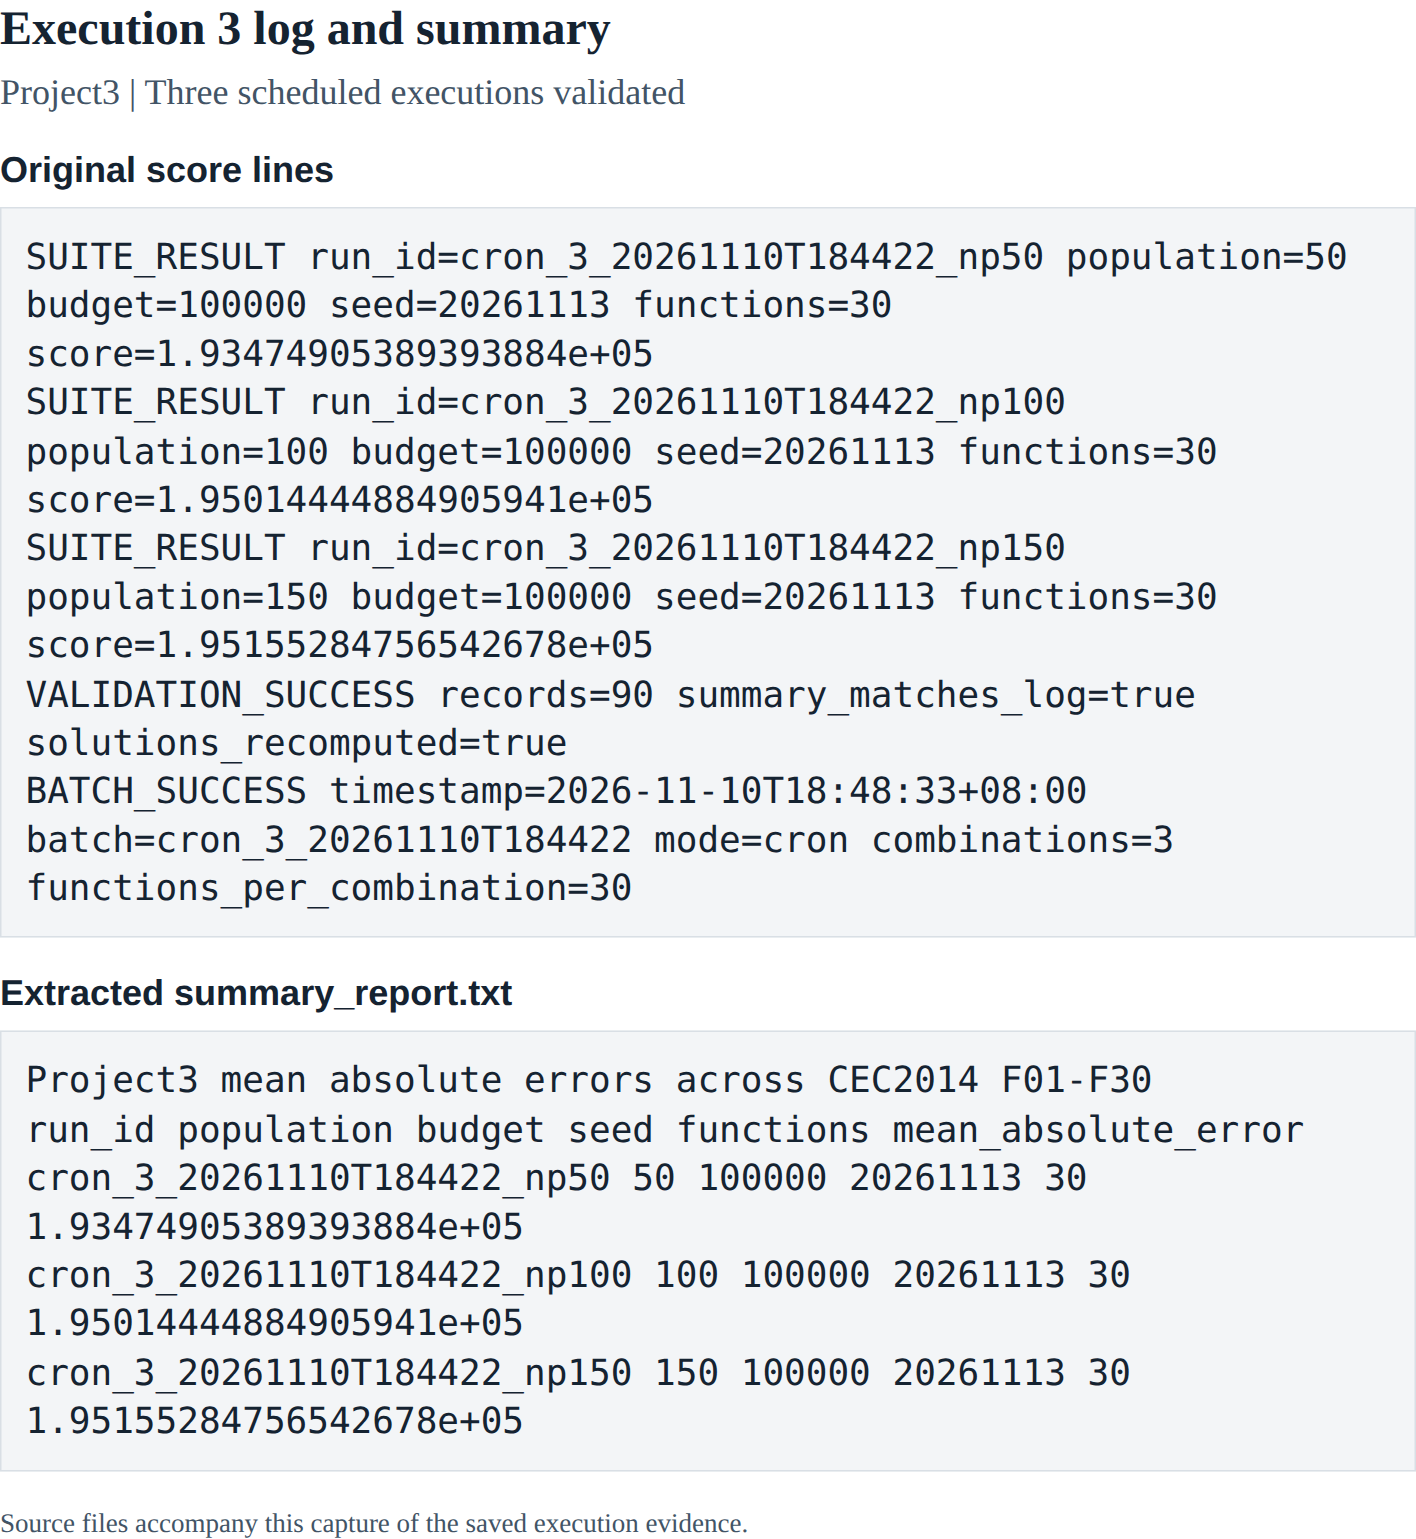 Execution 3 log and summary
Project3 | Three scheduled executions validated
Original score lines
SUITE_RESULT run_id=cron_3_20261110T184422_np50 population=50
budget=100000 seed=20261113 functions=30
score=1.93474905389393884e+05
SUITE_RESULT run_id=cron_3_20261110T184422_np100
population=100 budget=100000 seed=20261113 functions=30
score=1.95014444884905941e+05
SUITE_RESULT run_id=cron_3_20261110T184422_np150
population=150 budget=100000 seed=20261113 functions=30
score=1.95155284756542678e+05
VALIDATION_SUCCESS records=90 summary_matches_log=true
solutions_recomputed=true
BATCH_SUCCESS timestamp=2026-11-10T18:48:33+08:00
batch=cron_3_20261110T184422 mode=cron combinations=3
functions_per_combination=30
Extracted summary_report.txt
Project3 mean absolute errors across CEC2014 F01-F30
run_id population budget seed functions mean_absolute_error
cron_3_20261110T184422_np50 50 100000 20261113 30
1.93474905389393884e+05
cron_3_20261110T184422_np100 100 100000 20261113 30
1.95014444884905941e+05
cron_3_20261110T184422_np150 150 100000 20261113 30
1.95155284756542678e+05
Source files accompany this capture of the saved execution evidence.